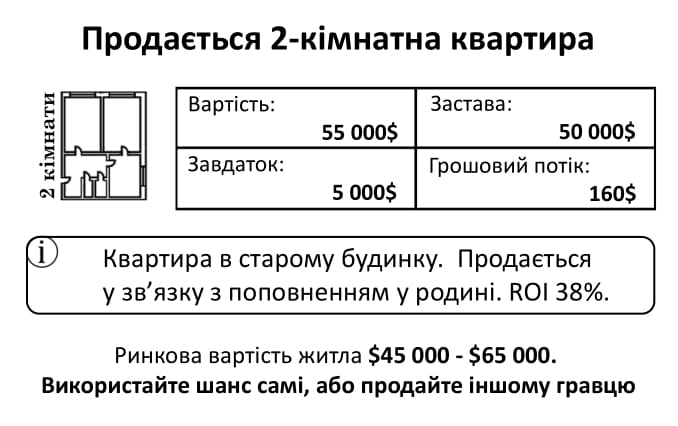 Продається 2-кімнатна квартира
2 кімнати
Вартість:
55 000$
Застава:
50 000$
Завдаток:
5 000$
Грошовий потік:
160$
i
Квартира в старому будинку. Продається
у зв’язку з поповненням у родині. ROI 38%.
Ринкова вартість житла $45 000 - $65 000.
Використайте шанс самі, або продайте іншому гравцю